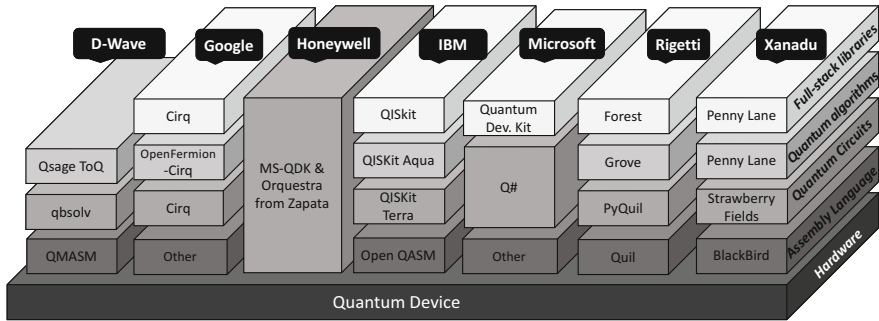 D-Wave
Google
Honeywell
IBM
Microsoft
Rigetti
Xanadu
Full-stack libraries
Quantum algorithms
Quantum Circuits
Assembly Language
Hardware
Cirq
QISkit
Quantum
Dev. Kit
Forest
Penny Lane
Qsage ToQ
OpenFermion
-Cirq
MS-QDK &
Orquestra
from Zapata
QISKit Aqua
Q#
Grove
Penny Lane
qbsolv
Cirq
QISKit
Terra
PyQuil
Strawberry
Fields
QMASM
Other
Open QASM
Other
Quil
BlackBird
Quantum Device